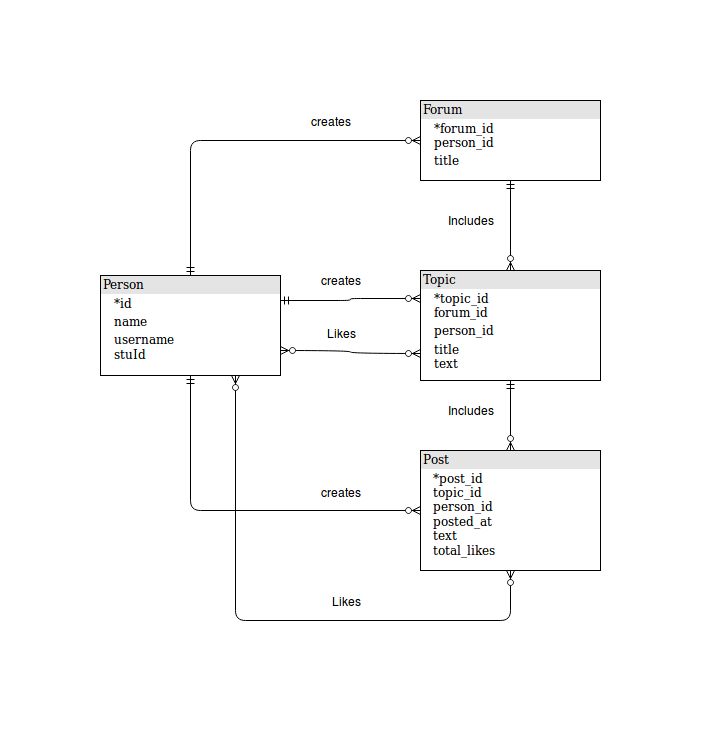 creates
Forum
*forum_id
person_id
title
Includes
Person
*id
name
username
stuId
creates
Likes
Topic
*topic_id
forum_id
person_id
title
text
Includes
Post
*post_id
topic_id
person_id
posted_at
text
total_likes
creates
Likes